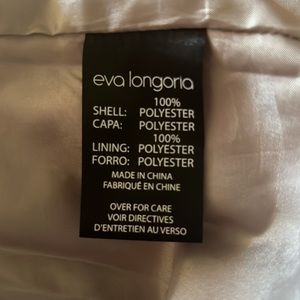 eva longoria
100%
SHELL: POLYESTER
CAPA: POLYESTER
100%
LINING: POLYESTER
FORRO: POLYESTER
MADE IN CHINA
FABRIQUÉ EN CHINE
OVER FOR CARE
VOIR DIRECTIVES
D'ENTRETIEN AU VERSO